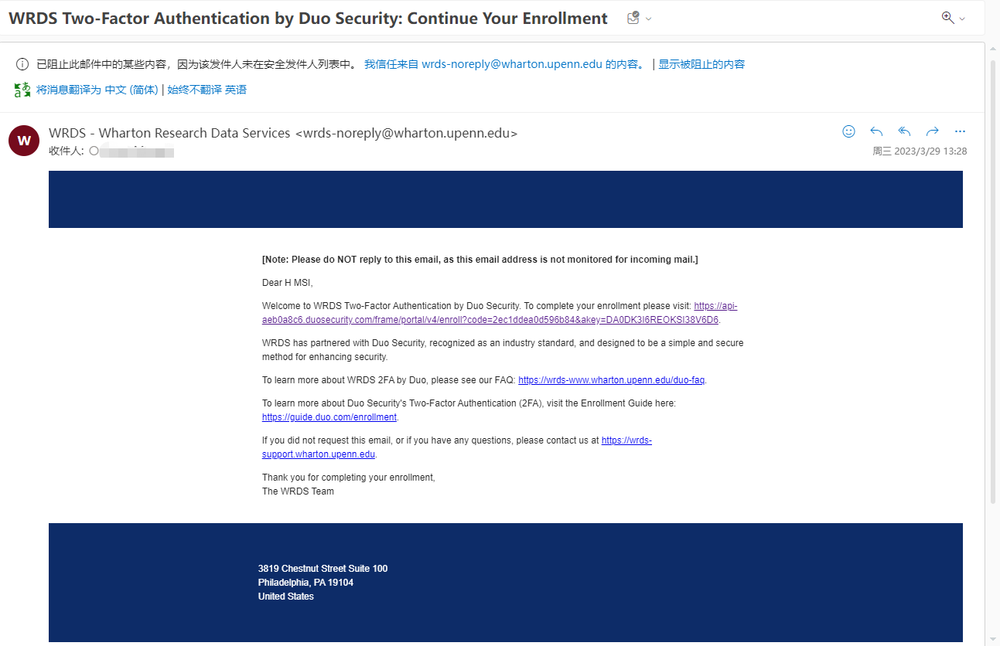 WRDS Two-Factor Authentication by Duo Security: Continue Your Enrollment
已阻止此邮件中的某些内容，因为该发件人未在安全发件人列表中。 我信任来自 wrds-noreply@wharton.upenn.edu 的内容。 | 显示被阻止的内容
将消息翻译为 中文 (简体) | 始终不翻译 英语
W
WRDS - Wharton Research Data Services <wrds-noreply@wharton.upenn.edu>
收件人:
周三 2023/3/29 13:28
[Note: Please do NOT reply to this email, as this email address is not monitored for incoming mail.]
Dear H MSI,
Welcome to WRDS Two-Factor Authentication by Duo Security. To complete your enrollment please visit: https://api-
aeb0a8c6.duosecurity.com/frame/portal/v4/enroll?code=2ec1ddea0d596b84&akey=DA0DK3I6REOKSI38V6D6.
WRDS has partnered with Duo Security, recognized as an industry standard, and designed to be a simple and secure
method for enhancing security.
To learn more about WRDS 2FA by Duo, please see our FAQ: https://wrds-www.wharton.upenn.edu/duo-faq.
To learn more about Duo Security's Two-Factor Authentication (2FA), visit the Enrollment Guide here:
https://guide.duo.com/enrollment.
If you did not request this email, or if you have any questions, please contact us at https://wrds-
support.wharton.upenn.edu.
Thank you for completing your enrollment,
The WRDS Team
3819 Chestnut Street Suite 100
Philadelphia, PA 19104
United States